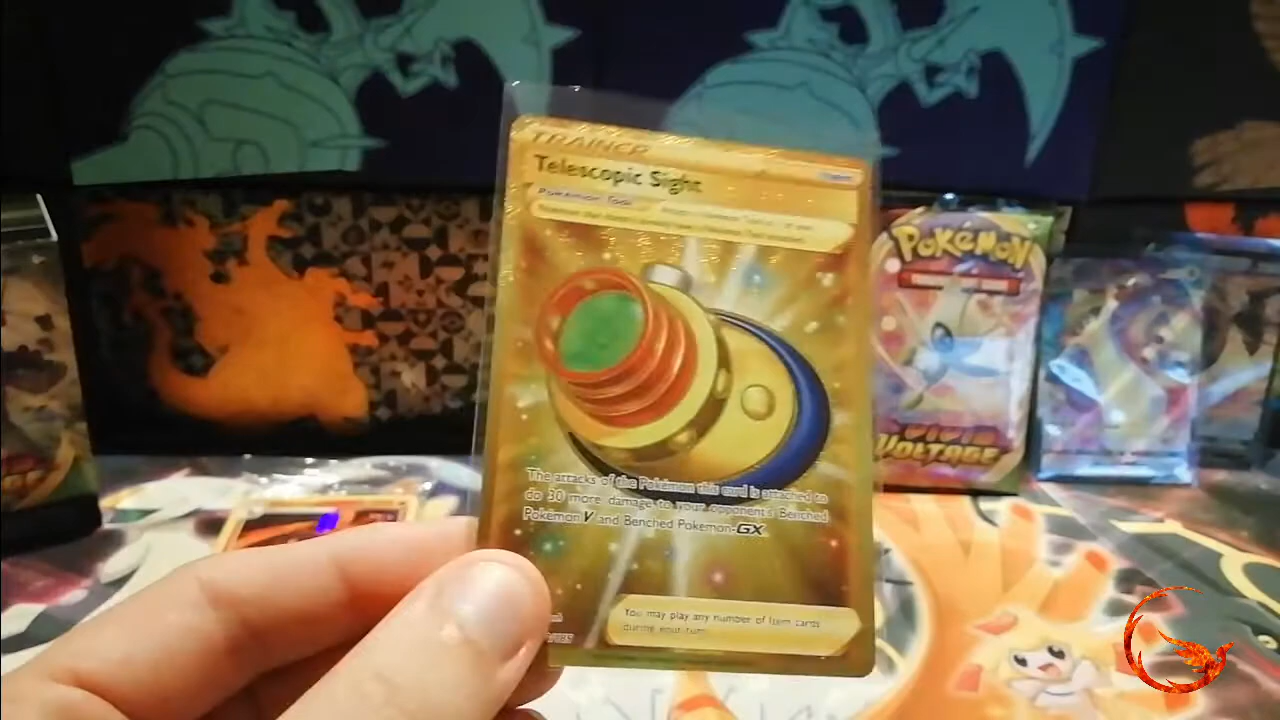 TRAINER
Item
Telescopic Sight
Pokémon Tool
The attacks of the Pokémon this card is attached to
do 30 more damage to your opponent's Benched
Pokémon V and Benched Pokémon-GX.
You may play any number of Item cards
during your turn.
/185
POKÉMON
VIVID
VOLTAGE